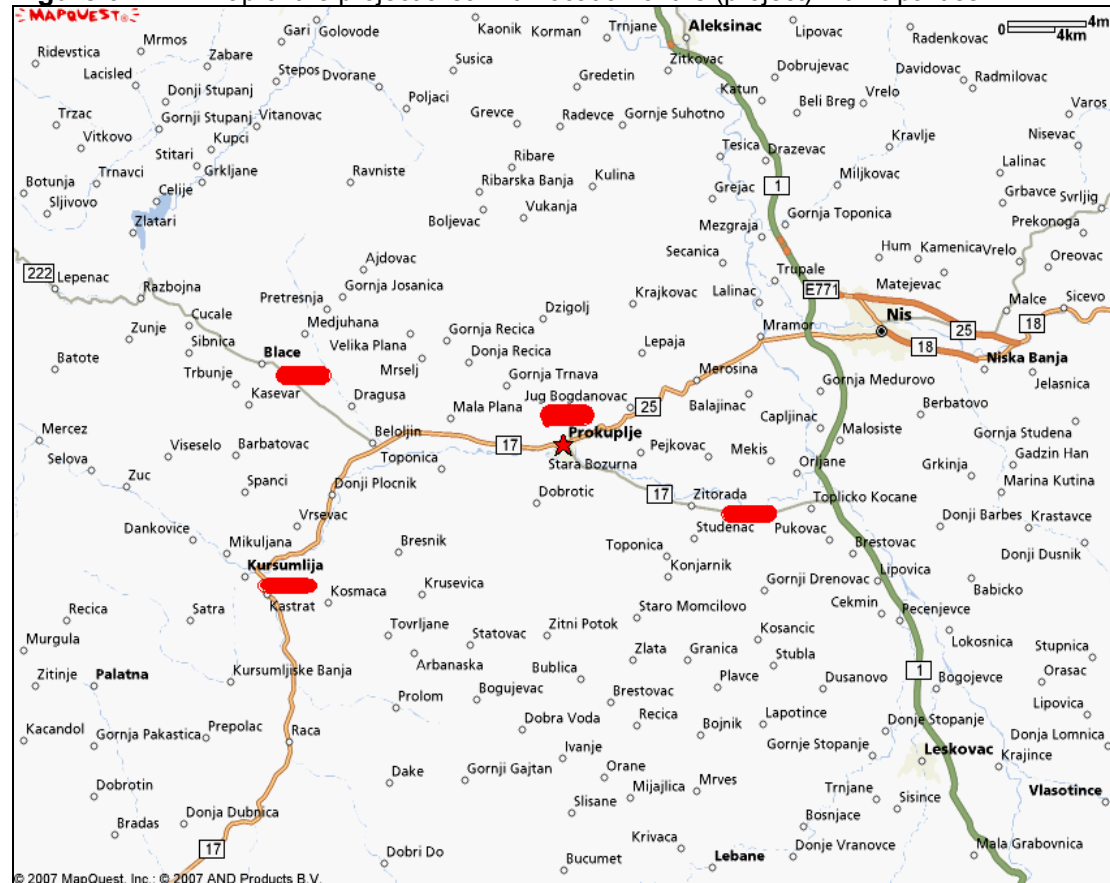 MAPQUEST
4m
0
4km
Trnjane
Aleksinac
Lipovac
Radenkovac
Gari
Golovode
Kaonik
Korman
Mrmos
Ridevstica
Zabare
Susica
Zitkovac
Dobrujevac
Davidovac
Radmilovac
Lacisled
Stepos
Dvorane
Gredetin
Donji Stupanj
Poljaci
Katun
Beli Breg
Vrelo
Varos
Trzac
Gornji Stupanj
Vitanovac
Grevce
Radevce
Gornje Suhotno
Vitkovo
Kupci
Kravlje
Nisevac
Stitari
Ribare
Tesica
Drazevac
Lalinac
Botunja
Trnavci
Grkljane
Ravniste
Kulina
1
Miljkovac
Sljivovo
Celije
Ribarska Banja
Grejac
Grbavce
Svrljig
Zlatari
Boljevac
Vukanja
Mezgraja
Gornja Toponica
Prekonoga
Secanica
Hum
Kamenica
Vrelo
Oreovac
222
Lepenac
Ajdovac
Trupale
Matejevac
Razbojna
Pretresnja
Gornja Josanica
Krajkovac
Lalinac
E771
Malce
Sicevo
Cucale
Dzigolj
Nis
18
Zunje
Sibnica
Medjuhana
Velika Plana
Gornja Recica
Mramor
25
Batote
Blace
Mrselj
Donja Recica
Lepaja
18
Niska Banja
Trbunje
Kasevar
Gornja Trnava
Merosina
Gornja Medurovo
Jelasnica
Dragusa
Jug Bogdanovac
25
Balajinac
Berbatovo
Mala Plana
Capljinac
Mercez
Viseselo
Barbatovac
Beloljin
17
Prokuplje
Pejkovac
Malosiste
Gornja Studena
Selova
Toponica
Stara Bozurna
Mekis
Orljane
Gadzin Han
Zuc
Spanci
Donji Plocnik
Dobrotic
17
Zitorada
Toplicko Kocane
Grkinja
Marina Kutina
Dankovice
Vrsevac
Studenac
Pukovac
Donji Barbes
Krastavce
Mikuljana
Bresnik
Toponica
Brestovac
Donji Dusnik
Kursumlija
Konjarnik
Lipovica
Kastrat
Kosmaca
Krusevica
Gornji Drenovac
Babicko
Recica
Satra
Staro Momcilovo
Cekmin
Pecenjevce
Murgula
Tovrljane
Statovac
Zitni Potok
Kosancic
Lokosnica
Stupnica
Zitinje
Palatna
Kursumljiske Banja
Arbanaska
Bublica
Zlata
Granica
Stubla
1
Bogojevce
Orasac
Prolom
Bogujevac
Brestovac
Plavce
Dusanovo
Lipovica
Kacandol
Gornja Pakastica
Prepolac
Raca
Dobra Voda
Recica
Bojnik
Lapotince
Donje Stopanje
Donja Lomnica
Ivanje
Gornje Stopanje
Leskovac
Krajince
Dobrotin
Dake
Gornji Gajtan
Orane
Mijajlica
Mrves
Trnjane
Vlasotince
Bradas
Donja Dubnica
Slisane
Bosnjace
Sisince
17
Dobri Do
Krivaca
Lebane
Donje Vranovce
Mala Grabovnica
Bucumet
© 2007 MapQuest, Inc.; © 2007 AND Products B.V.